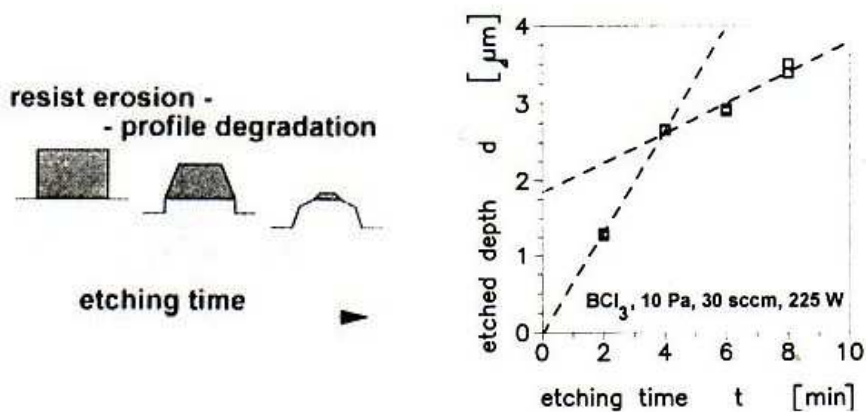 resist erosion -
- profile degradation
etching time
etched depth d [µm]
4
3
2
1
0
BCl₃, 10 Pa, 30 sccm, 225 W
0 2 4 6 8 10
etching time t [min]